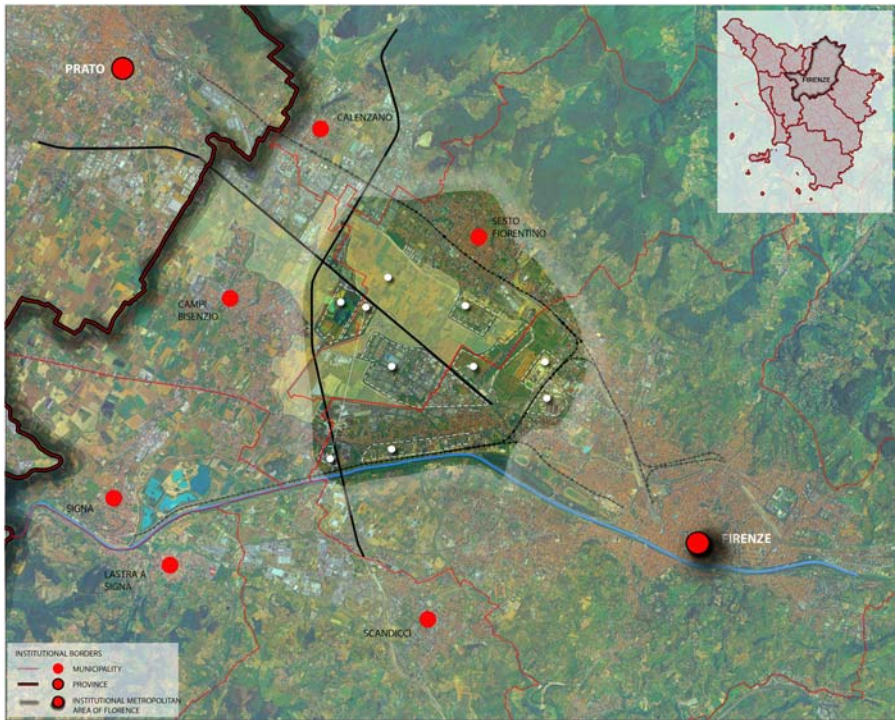 FIRENZE
PRATO
CALENZANO
SESTO
FIORENTINO
CAMPI
BISENZIO
SIGNA
FIRENZE
LASTRA A
SIGNA
SCANDICCI
INSTITUTIONAL BORDERS
MUNICIPALITY
PROVINCE
INSTITUTIONAL METROPOLITAN
AREA OF FLORENCE